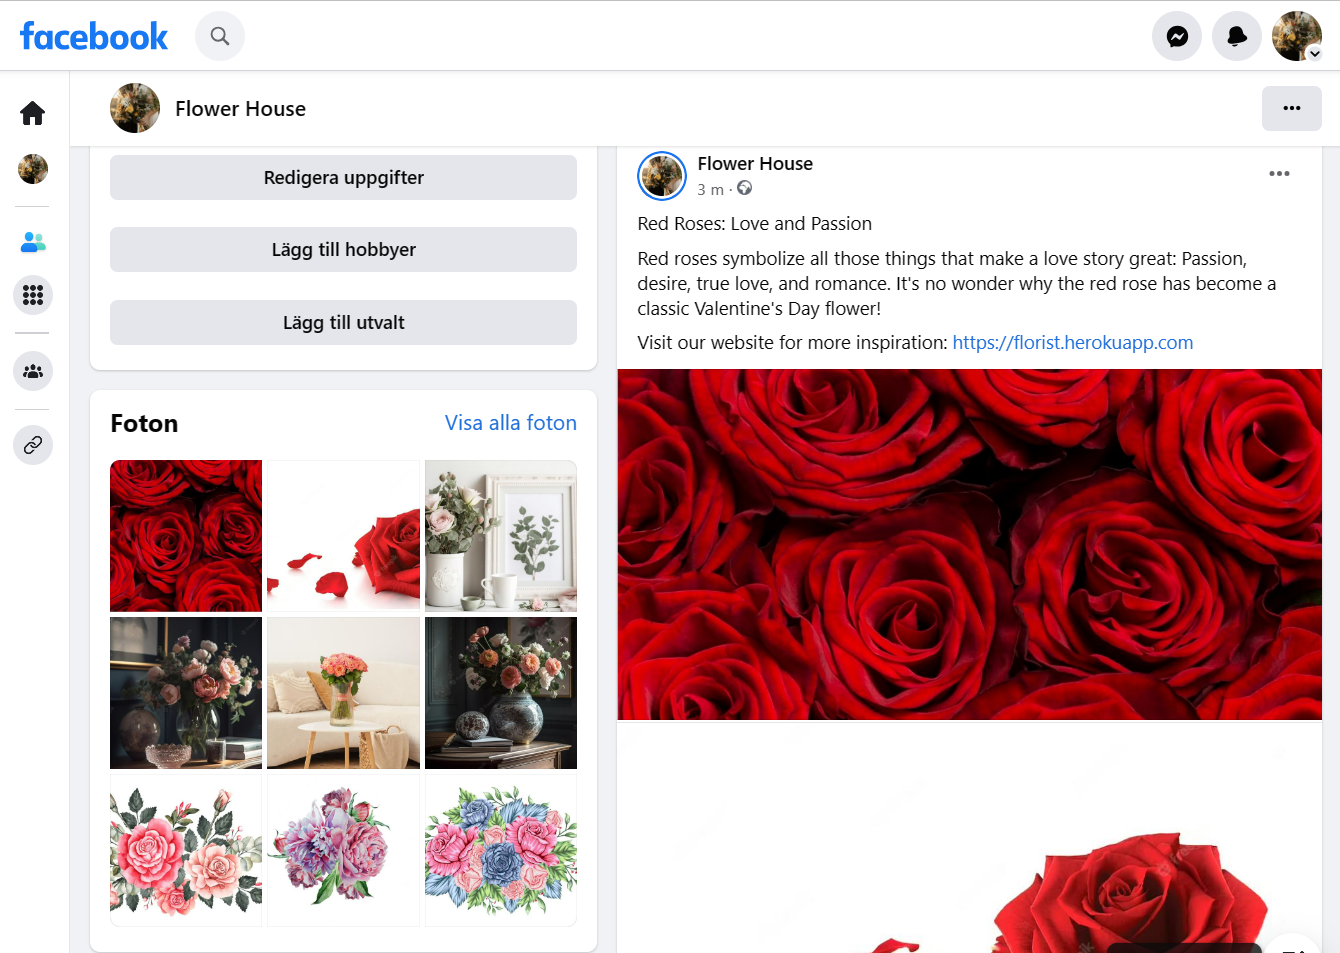 facebook
Flower House
Redigera uppgifter
Lägg till hobbyer
Lägg till utvalt
Foton
Visa alla foton
Flower House
3 m ·
Red Roses: Love and Passion
Red roses symbolize all those things that make a love story great: Passion,
desire, true love, and romance. It's no wonder why the red rose has become a
classic Valentine's Day flower!
Visit our website for more inspiration: https://florist.herokuapp.com